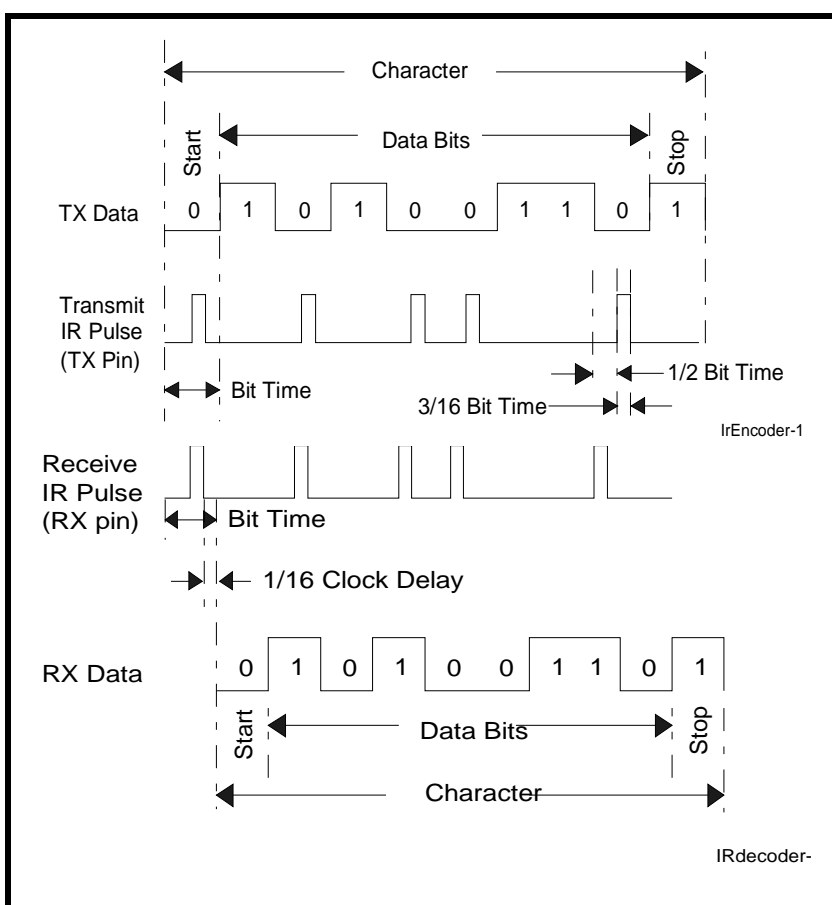 Character
Start
Data Bits
Stop
TX Data 0 1 0 1 0 0 1 1 0 1
Transmit
IR Pulse
(TX Pin)
Bit Time
1/2 Bit Time
3/16 Bit Time
IrEncoder-1
Receive
IR Pulse
(RX pin)
Bit Time
1/16 Clock Delay
RX Data 0 1 0 1 0 0 1 1 0 1
Start
Data Bits
Stop
Character
IRdecoder-